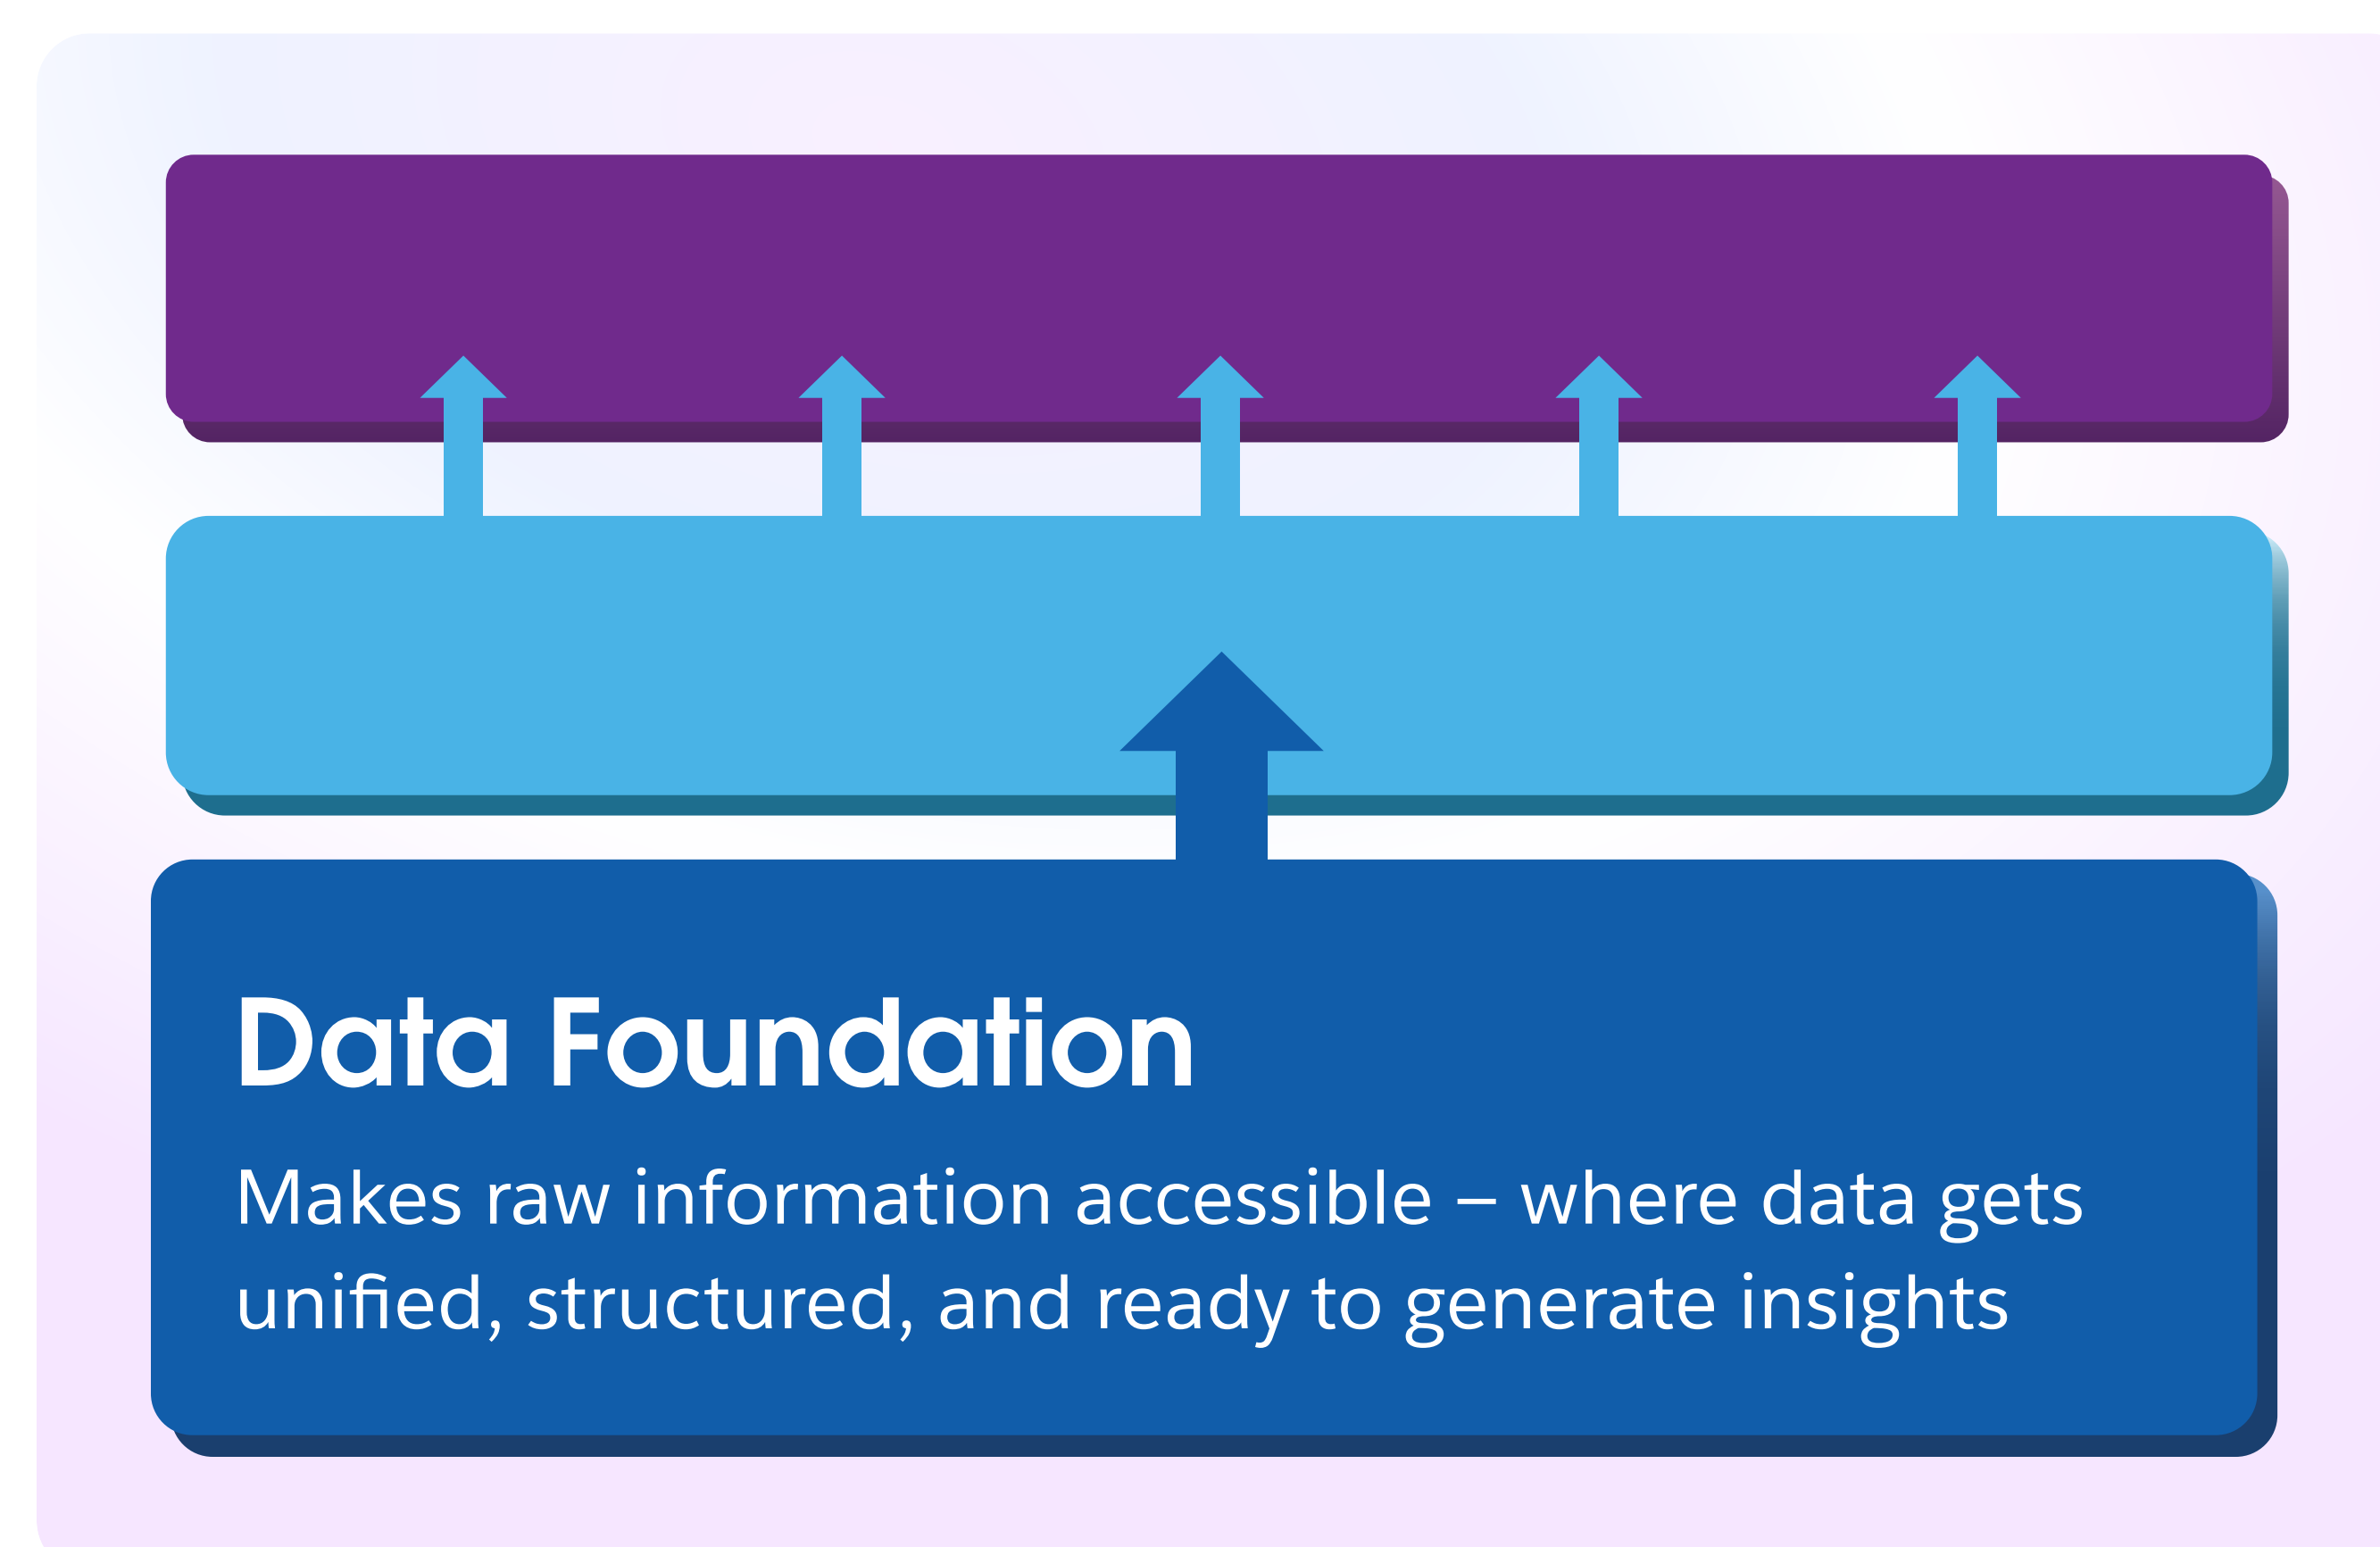 Data Foundation
Makes raw information accessible – where data gets
unified, structured, and ready to generate insights